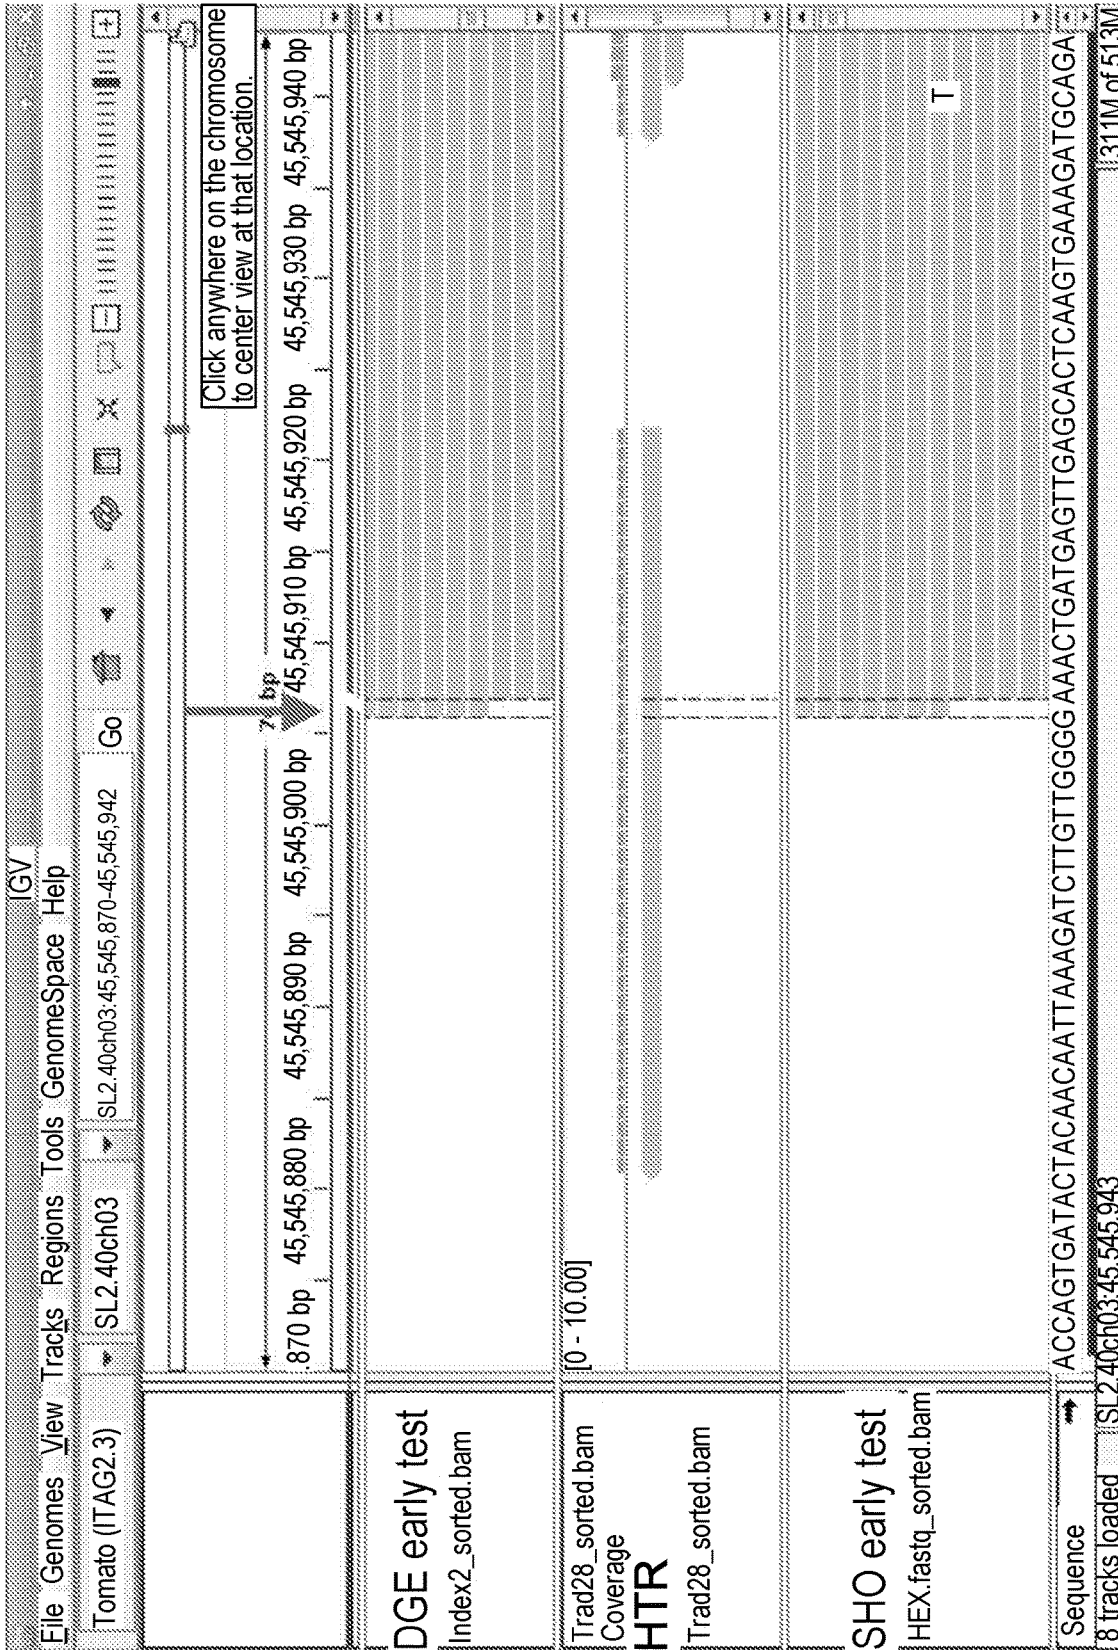 IGV
File Genomes View Tracks Regions Tools GenomeSpace Help
Tomato (ITAG2.3) SL2.40ch03 SL2.40ch03:45,545,870-45,545,942 Go
Click anywhere on the chromosome
to center view at that location.
bp
.870 bp 45,545,880 bp 45,545,890 bp 45,545,900 bp 45,545,910 bp 45,545,920 bp 45,545,930 bp 45,545,940 bp
DGE early test
Index2_sorted.bam
[0 - 10.00]
Trad28_sorted.bam
Coverage
HTR
Trad28_sorted.bam
T
SHO early test
HEX.fastq_sorted.bam
Sequence ACCAGTGATACTACAACAATTAAAGATCTTGTTGGGGAAACTGATGAGTTGAGCACTCAAGTGAAAGATGCAGA
8 tracks loaded SL2.40ch03:45,545,943 311M of 513M